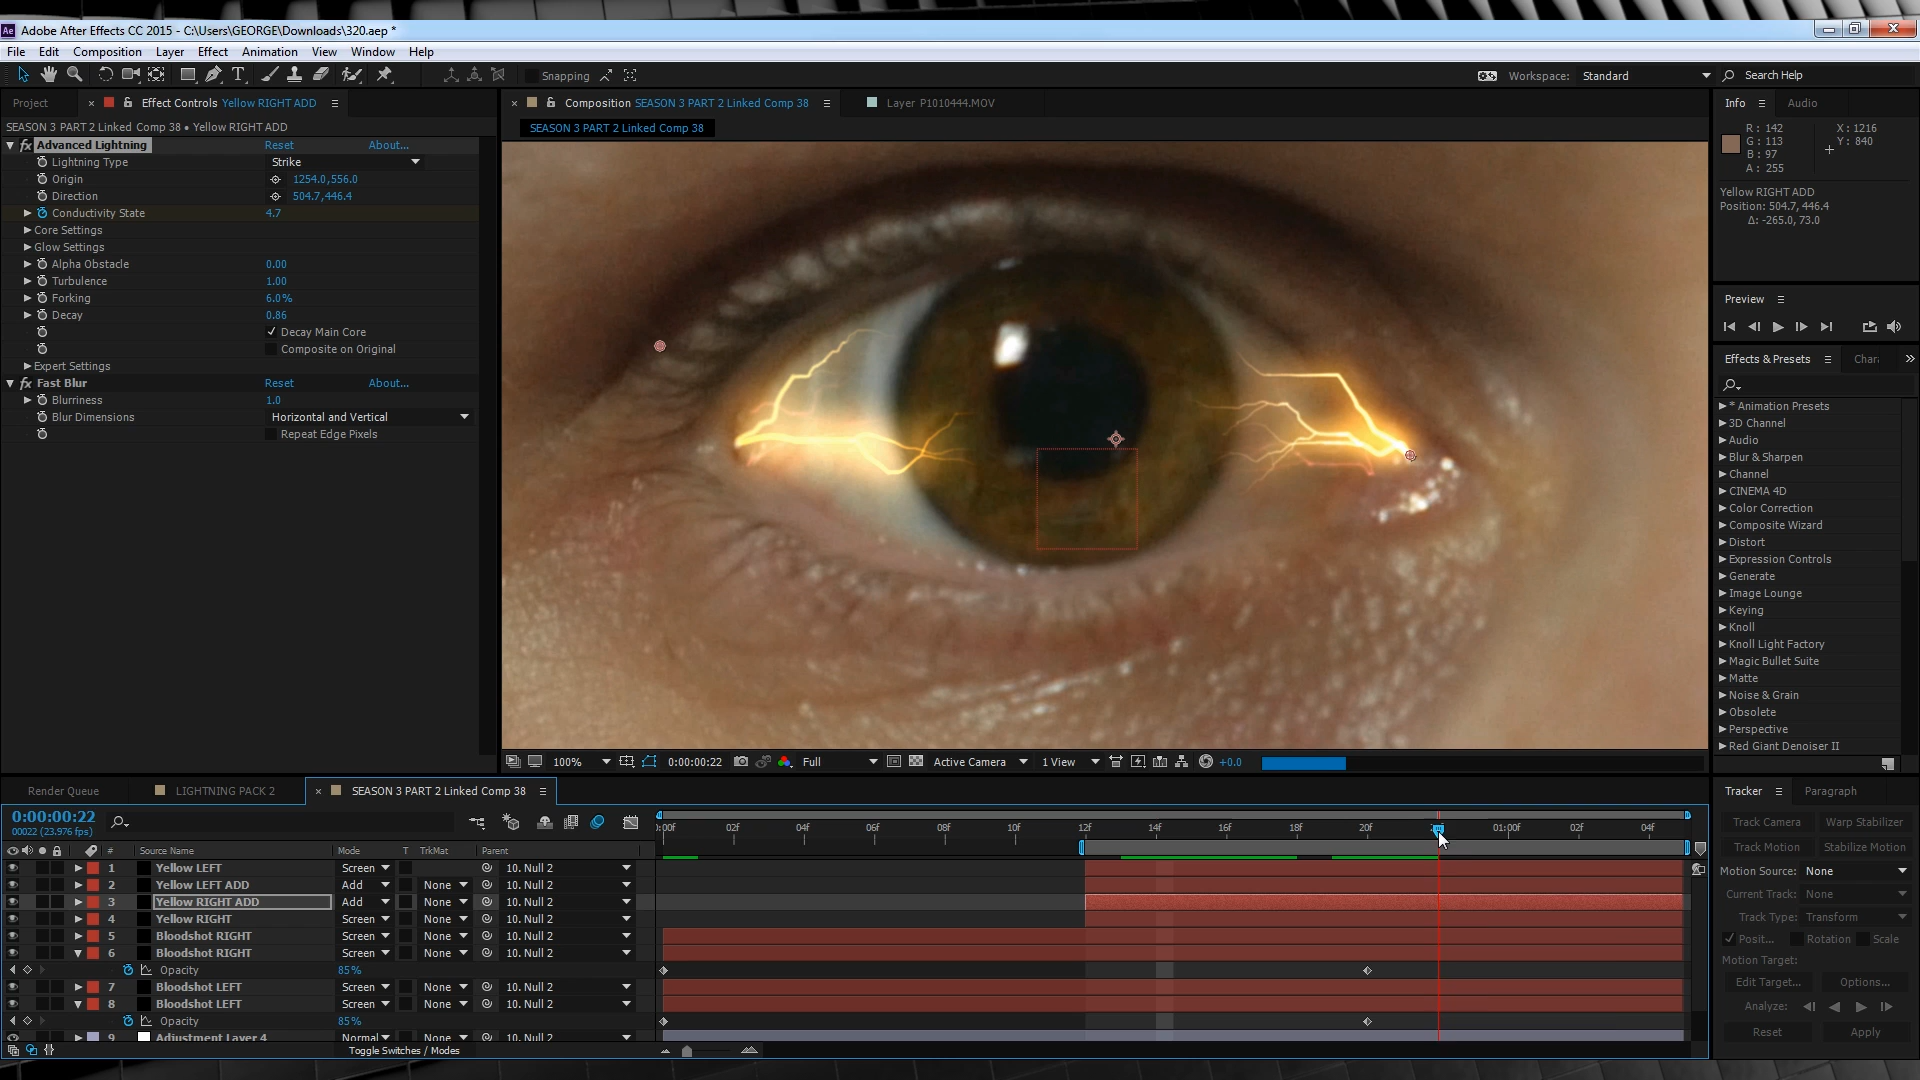 Adobe After Effects CC 2015 - C:\Users\GEORGE\Downloads\320.aep *
File Edit Composition Layer Effect Animation View Window Help
Snapping
Workspace: Standard
Search Help
Project
Effect Controls Yellow RIGHT ADD
SEASON 3 PART 2 Linked Comp 38 • Yellow RIGHT ADD
Advanced Lightning Reset About...
Lightning Type Strike
Origin 1254.0,556.0
Direction 504.7,446.4
Conductivity State 4.7
Core Settings
Glow Settings
Alpha Obstacle 0.00
Turbulence 1.00
Forking 6.0%
Decay 0.86
Decay Main Core
Composite on Original
Expert Settings
Fast Blur Reset About...
Blurriness 1.0
Blur Dimensions Horizontal and Vertical
Repeat Edge Pixels
Composition SEASON 3 PART 2 Linked Comp 38
Layer P1010444.MOV
SEASON 3 PART 2 Linked Comp 38
100% 0:00:00:22 Full Active Camera 1 View +0.0
Info Audio
R : 142 X : 1216
G : 113 Y : 840
B : 97
A : 255
Yellow RIGHT ADD
Position: 504.7, 446.4
Δ: -265.0, 73.0
Preview
Effects & Presets Char
* Animation Presets
3D Channel
Audio
Blur & Sharpen
Channel
CINEMA 4D
Color Correction
Composite Wizard
Distort
Expression Controls
Generate
Image Lounge
Keying
Knoll
Knoll Light Factory
Magic Bullet Suite
Matte
Noise & Grain
Obsolete
Perspective
Red Giant Denoiser II
Render Queue LIGHTNING PACK 2 SEASON 3 PART 2 Linked Comp 38
0:00:00:22
00022 (23.976 fps)
:00f 02f 04f 06f 08f 10f 12f 14f 16f 18f 20f 01:00f 02f 04f
# Source Name Mode T TrkMat Parent
1 Yellow LEFT Screen 10. Null 2
2 Yellow LEFT ADD Add None 10. Null 2
3 Yellow RIGHT ADD Add None 10. Null 2
4 Yellow RIGHT Screen None 10. Null 2
5 Bloodshot RIGHT Screen None 10. Null 2
6 Bloodshot RIGHT Screen None 10. Null 2
Opacity 85%
7 Bloodshot LEFT Screen None 10. Null 2
8 Bloodshot LEFT Screen None 10. Null 2
Opacity 85%
9 Adjustment Layer 4 Normal None 10. Null 2
Toggle Switches / Modes
Tracker Paragraph
Track Camera Warp Stabilizer
Track Motion Stabilize Motion
Motion Source: None
Current Track: None
Track Type: Transform
Posit... Rotation Scale
Motion Target:
Edit Target... Options...
Analyze:
Reset Apply